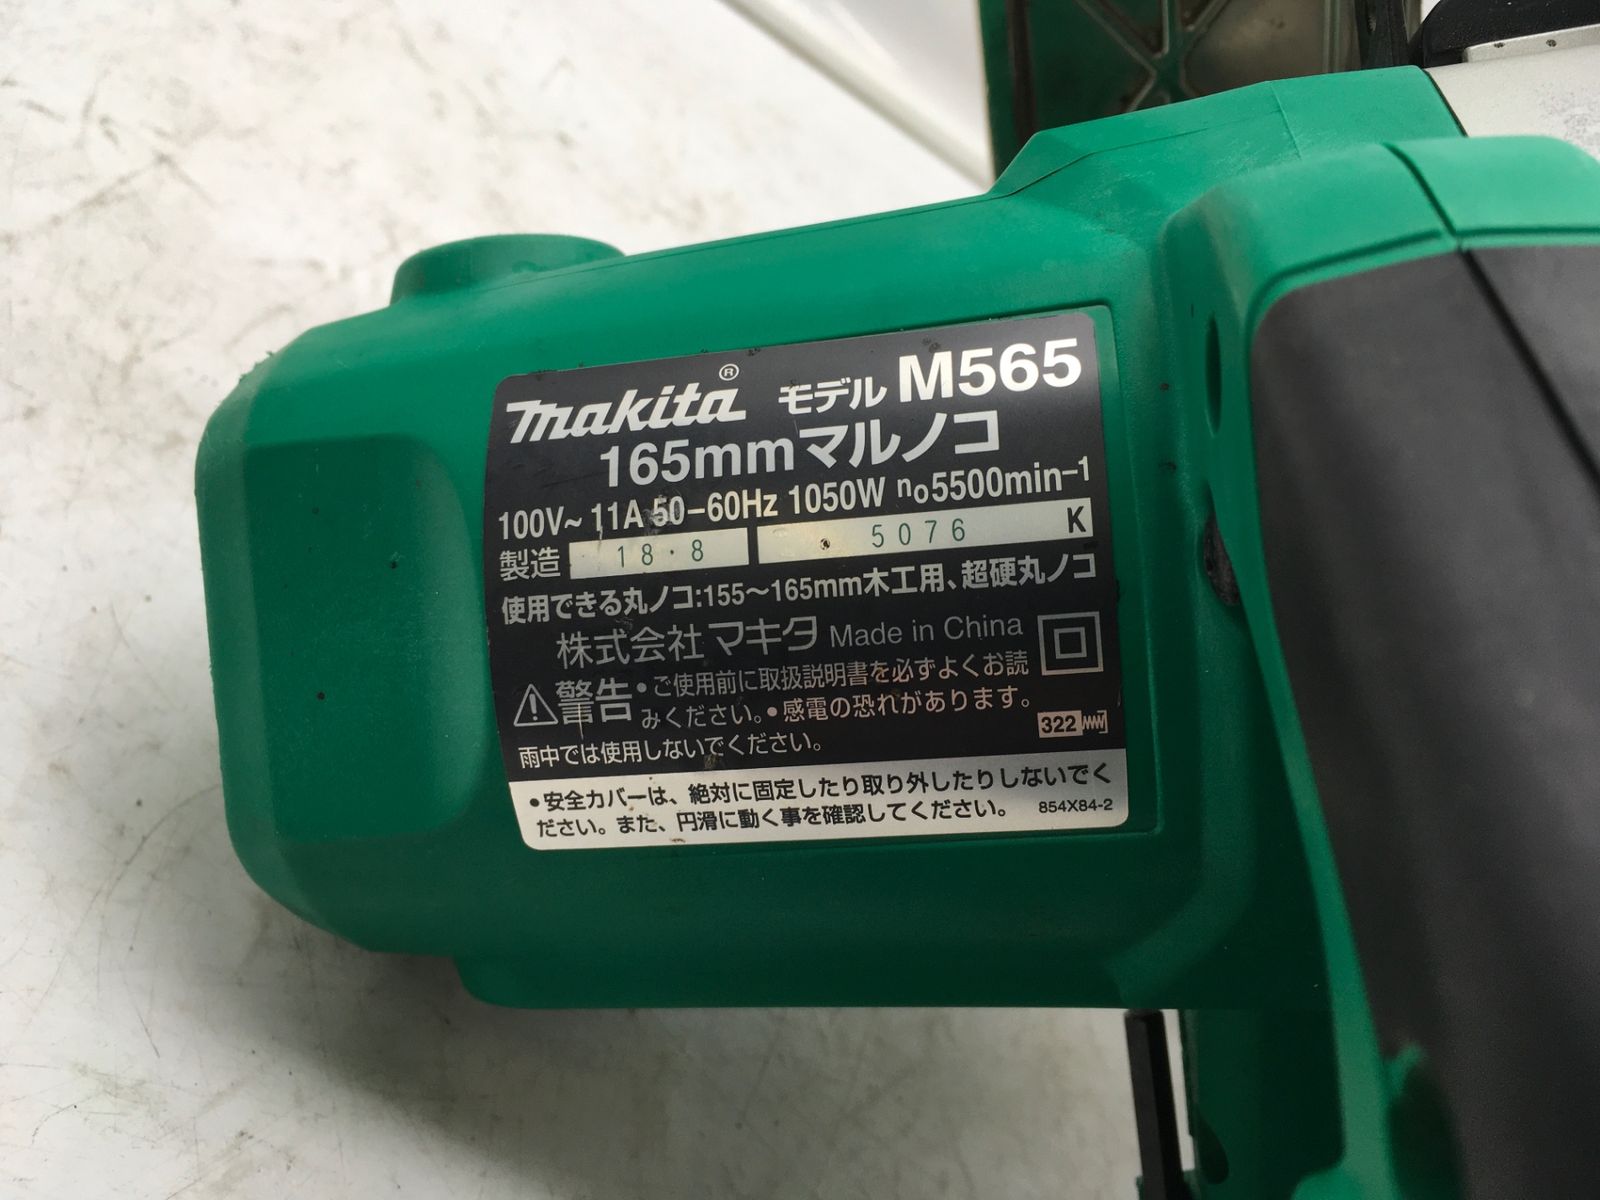 makita® モデル M565
165mmマルノコ
100V~ 11A 50-60Hz 1050W n₀5500min-1
製造 18.8 5076 K
使用できる丸ノコ:155~165mm木工用、超硬丸ノコ
株式会社マキタ Made in China
⚠警告 •ご使用前に取扱説明書を必ずよくお読
みください。•感電の恐れがあります。
雨中では使用しないでください。
322
•安全カバーは、絶対に固定したり取り外したりしないでく
ださい。また、円滑に動く事を確認してください。 854X84-2